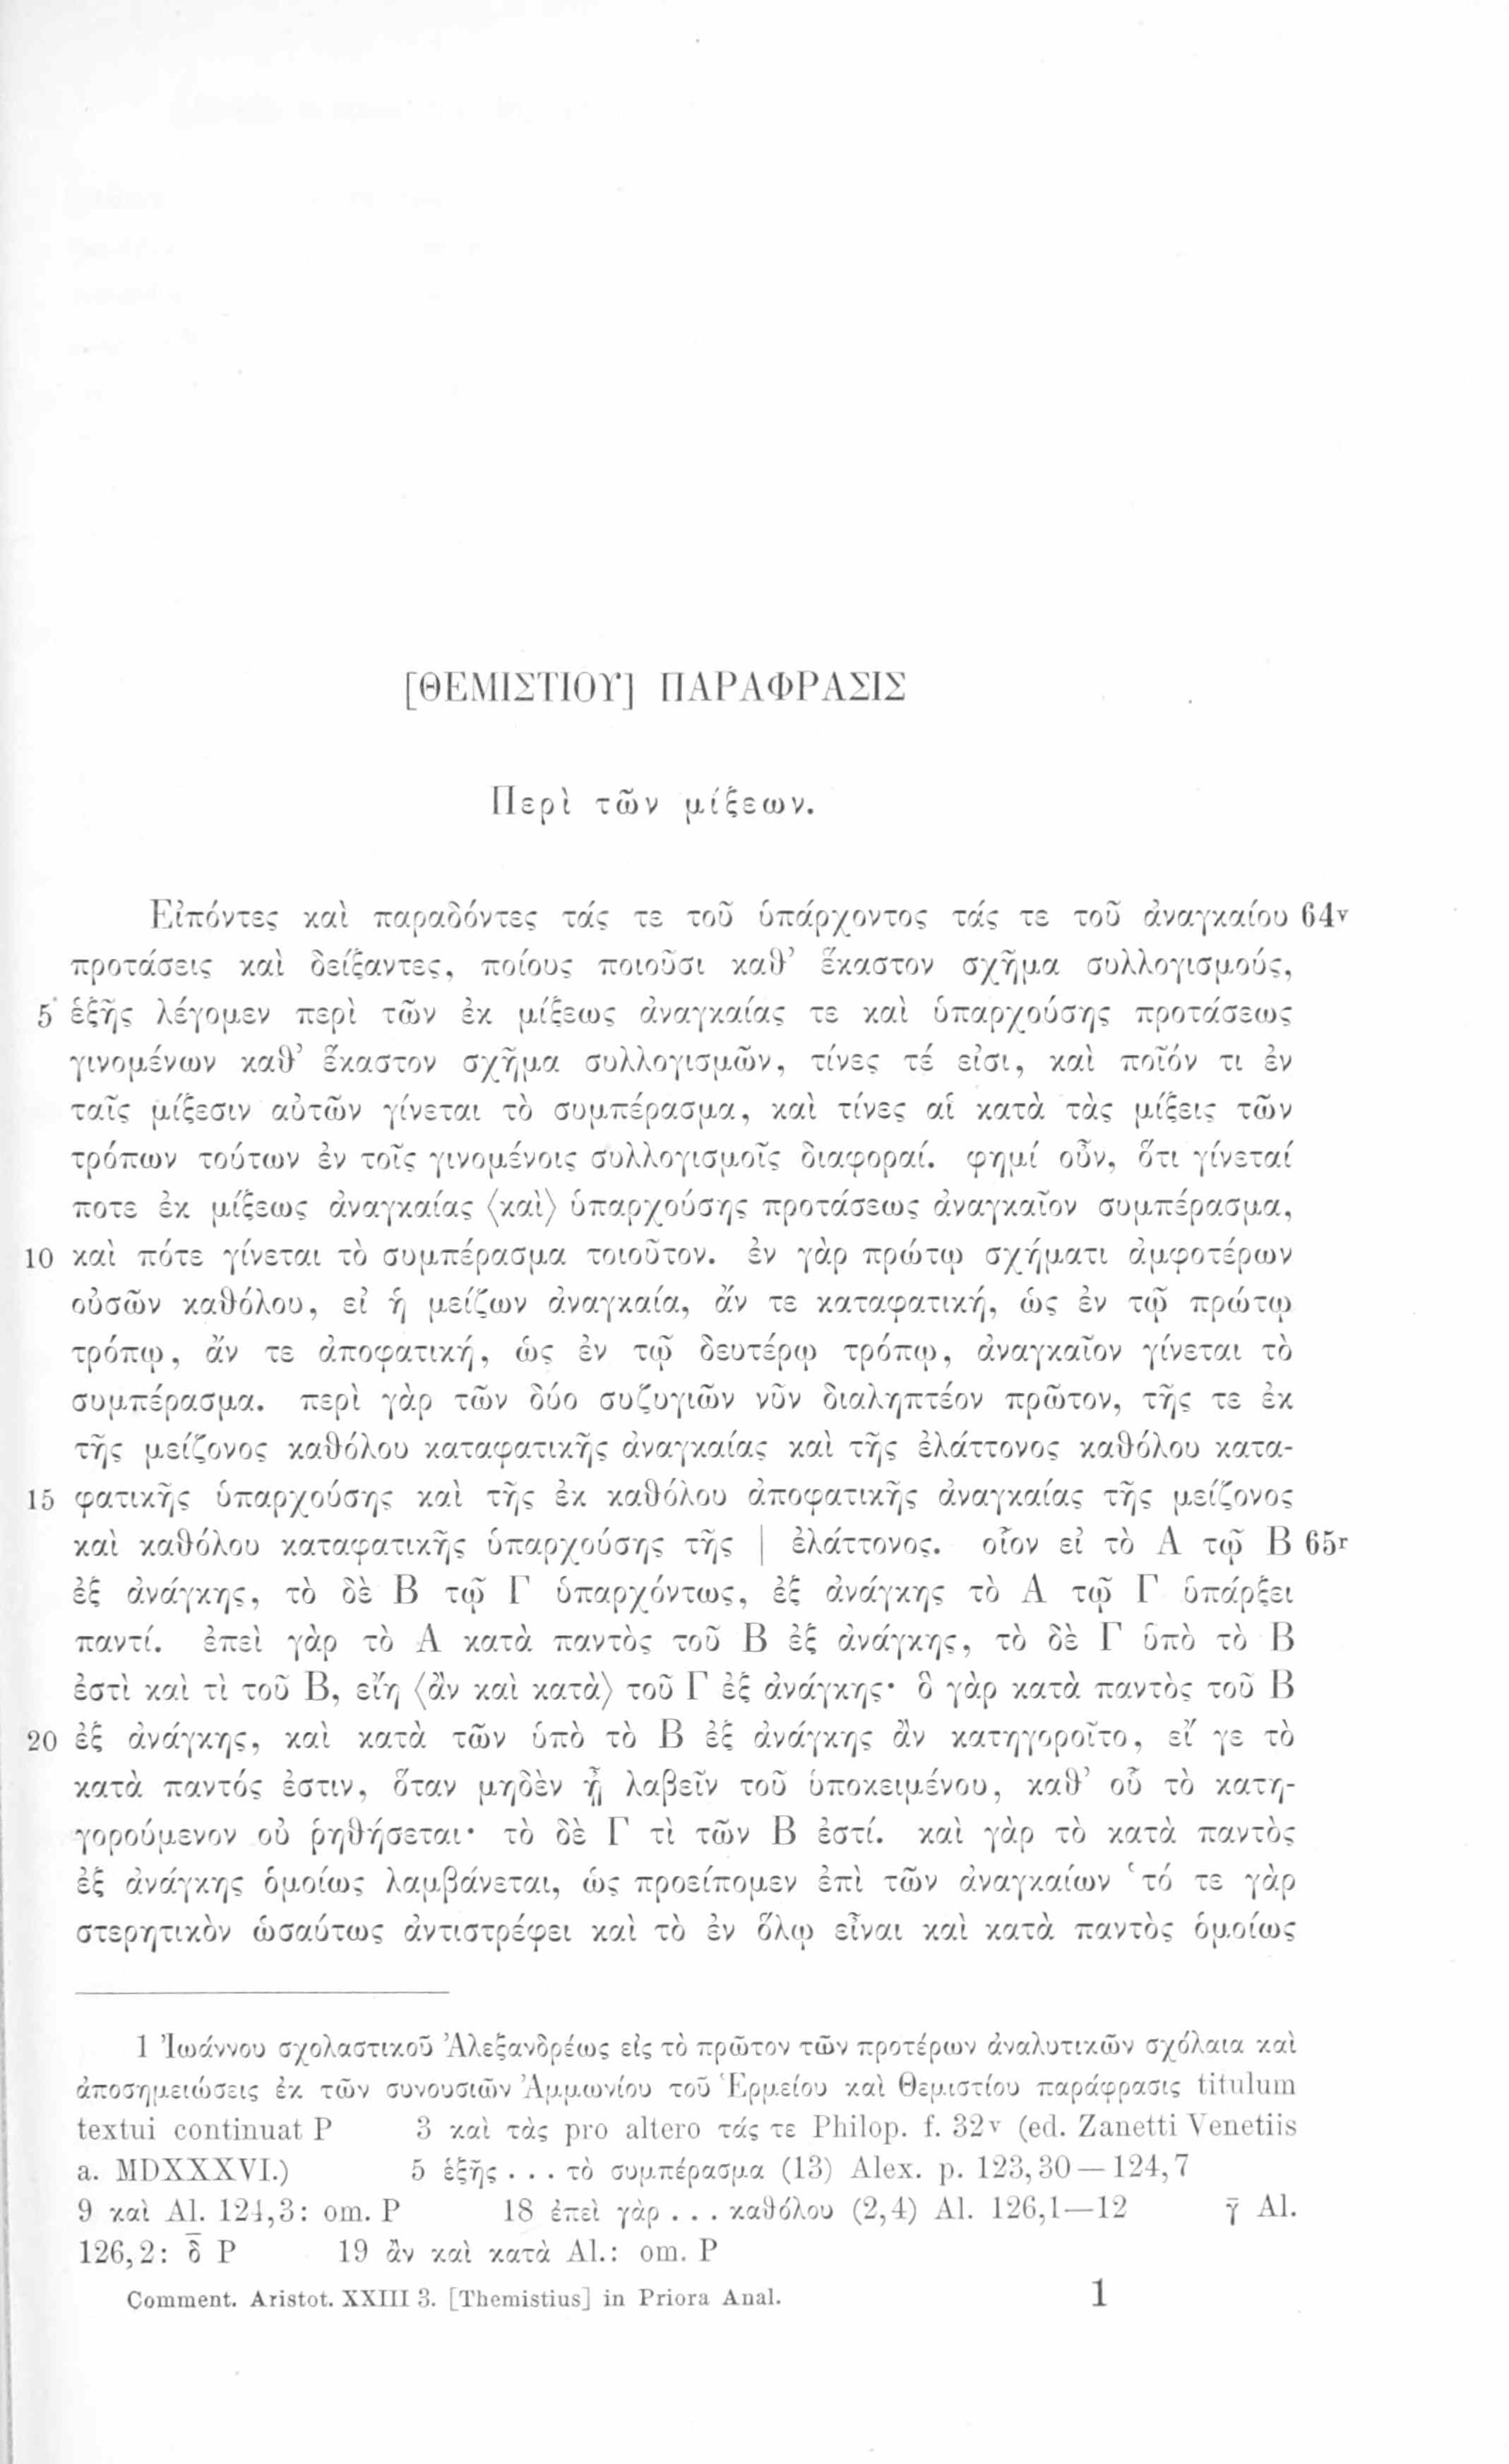 [ΘΕΜΙΣΤΙΟΥ] ΠΑΡΑΦΡΑΣΙΣ
Περὶ τῶν μίξεων.
Εἰπόντες καὶ παραδόντες τάς τε τοῦ ὑπάρχοντος τάς τε τοῦ ἀναγκαίου 64v
προτάσεις καὶ δείξαντες, ποίους ποιοῦσι καθ’ ἕκαστον σχῆμα συλλογισμούς,
5 ἑξῆς λέγομεν περὶ τῶν ἐκ μίξεως ἀναγκαίας τε καὶ ὑπαρχούσης προτάσεως
γινομένων καθ’ ἕκαστον σχῆμα συλλογισμῶν, τίνες τέ εἰσι, καὶ ποῖόν τι ἐν
ταῖς μίξεσιν αὐτῶν γίνεται τὸ συμπέρασμα, καὶ τίνες αἱ κατὰ τὰς μίξεις τῶν
τρόπων τούτων ἐν τοῖς γινομένοις συλλογισμοῖς διαφοραί. φημί οὖν, ὅτι γίνεταί
ποτε ἐκ μίξεως ἀναγκαίας ⟨καὶ⟩ ὑπαρχούσης προτάσεως ἀναγκαῖον συμπέρασμα,
10 καὶ πότε γίνεται τὸ συμπέρασμα τοιοῦτον. ἐν γὰρ πρώτῳ σχήματι ἀμφοτέρων
οὐσῶν καθόλου, εἰ ἡ μείζων ἀναγκαία, ἄν τε καταφατική, ὡς ἐν τῷ πρώτῳ
τρόπῳ, ἄν τε ἀποφατική, ὡς ἐν τῷ δευτέρῳ τρόπῳ, ἀναγκαῖον γίνεται τὸ
συμπέρασμα. περὶ γὰρ τῶν δύο συζυγιῶν νῦν διαληπτέον πρῶτον, τῆς τε ἐκ
τῆς μείζονος καθόλου καταφατικῆς ἀναγκαίας καὶ τῆς ἐλάττονος καθόλου κατα-
15 φατικῆς ὑπαρχούσης καὶ τῆς ἐκ καθόλου ἀποφατικῆς ἀναγκαίας τῆς μείζονος
καὶ καθόλου καταφατικῆς ὑπαρχούσης τῆς | ἐλάττονος. οἷον εἰ τὸ Α τῷ Β 65r
ἐξ ἀνάγκης, τὸ δὲ Β τῷ Γ ὑπαρχόντως, ἐξ ἀνάγκης τὸ Α τῷ Γ ὑπάρξει
παντί. ἐπεὶ γὰρ τὸ Α κατὰ παντὸς τοῦ Β ἐξ ἀνάγκης, τὸ δὲ Γ ὑπὸ τὸ Β
ἐστὶ καὶ τὶ τοῦ Β, εἴη ⟨ἂν καὶ κατὰ⟩ τοῦ Γ ἐξ ἀνάγκης· ὃ γὰρ κατὰ παντὸς τοῦ Β
20 ἐξ ἀνάγκης, καὶ κατὰ τῶν ὑπὸ τὸ Β ἐξ ἀνάγκης ἂν κατηγοροῖτο, εἴ γε τὸ
κατὰ παντός ἐστιν, ὅταν μηδὲν ᾖ λαβεῖν τοῦ ὑποκειμένου, καθ’ οὗ τὸ κατη-
γορούμενον οὐ ῥηθήσεται· τὸ δὲ Γ τὶ τῶν Β ἐστί. καὶ γὰρ τὸ κατὰ παντὸς
ἐξ ἀνάγκης ὁμοίως λαμβάνεται, ὡς προείπομεν ἐπὶ τῶν ἀναγκαίων ‘τό τε γὰρ
στερητικὸν ὡσαύτως ἀντιστρέφει καὶ τὸ ἐν ὅλῳ εἶναι καὶ κατὰ παντὸς ὁμοίως
1 Ἰωάννου σχολαστικοῦ Ἀλεξανδρέως εἰς τὸ πρῶτον τῶν προτέρων ἀναλυτικῶν σχόλαια καὶ
ἀποσημειώσεις ἐκ τῶν συνουσιῶν Ἀμμωνίου τοῦ Ἑρμείου καὶ Θεμιστίου παράφρασις titulum
textui continuat P 3 καὶ τὰς pro altero τάς τε Philop. f. 32v (ed. Zanetti Venetiis
a. MDXXXVI.) 5 ἑξῆς . . . τὸ συμπέρασμα (13) Alex. p. 123,30—124,7
9 καὶ Al. 124,3: om. P 18 ἐπεὶ γὰρ . . . καθόλου (2,4) Al. 126,1—12 γ̄ Al.
126,2: δ̄ P 19 ἂν καὶ κατὰ Al.: om. P
Comment. Aristot. XXIII 3. [Themistius] in Priora Anal. 1